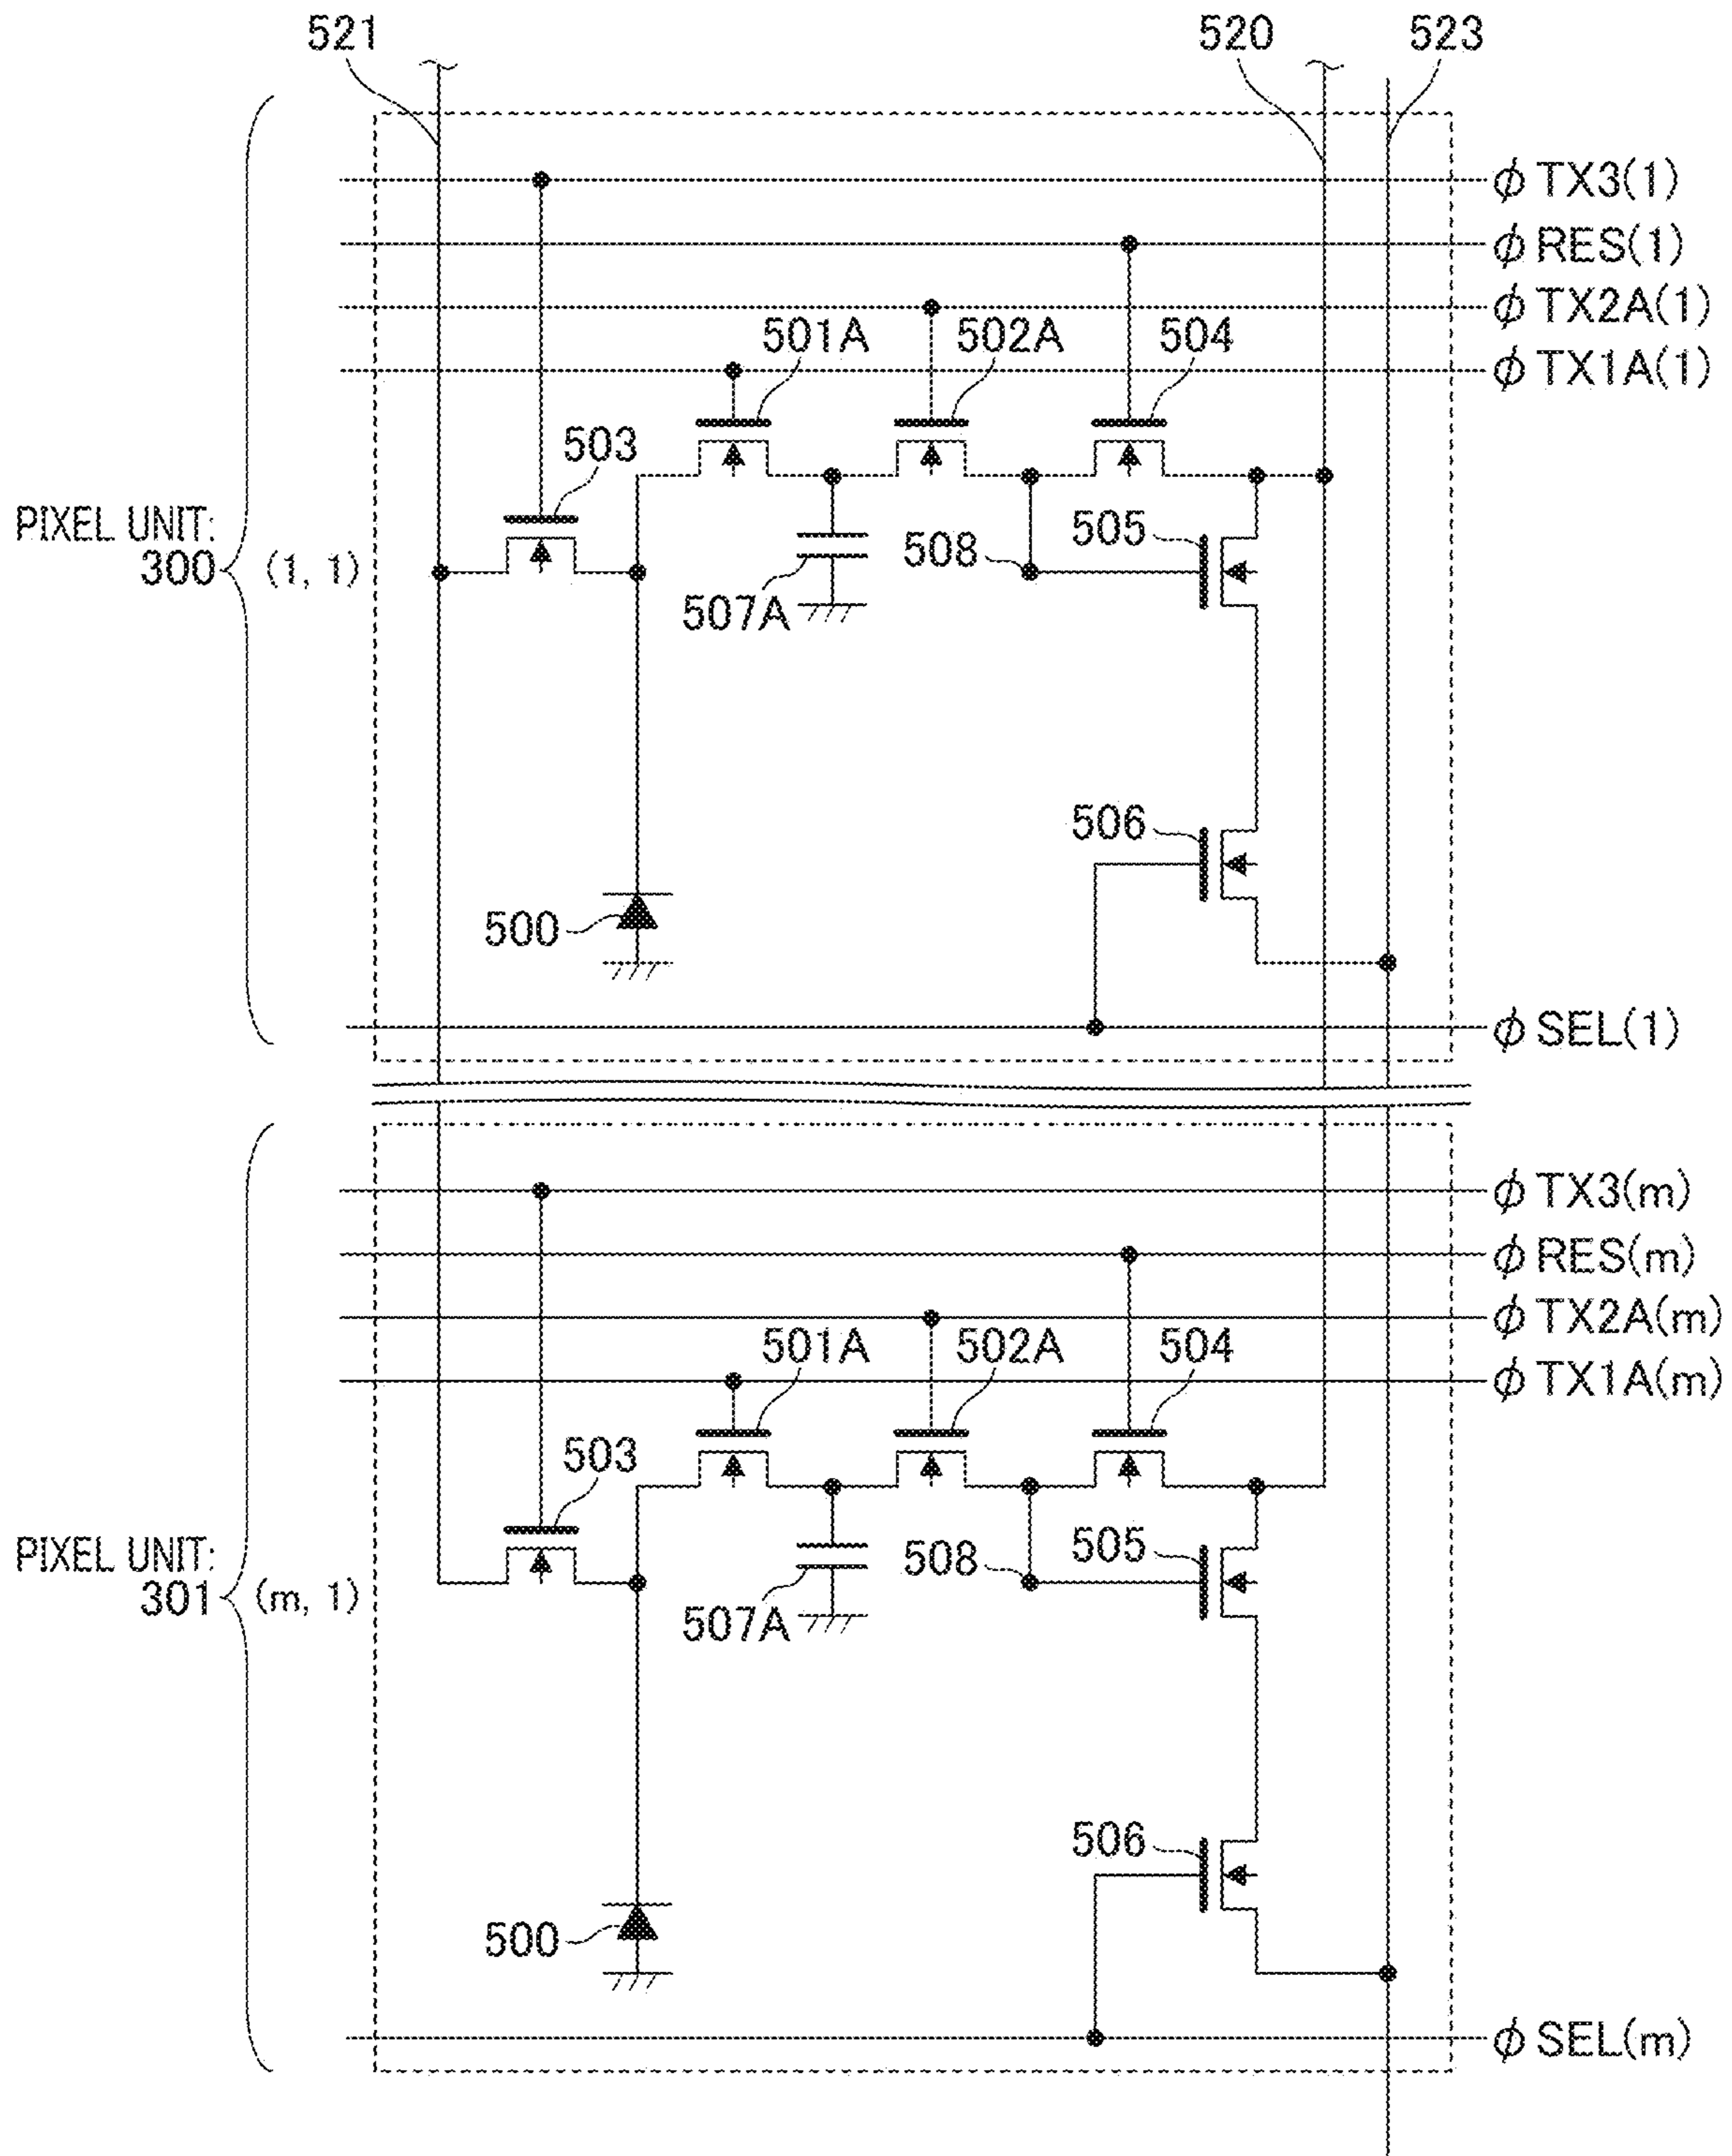 521
520
523
ϕ TX3(1)
ϕ RES(1)
ϕ TX2A(1)
ϕ TX1A(1)
501A
502A
504
503
505
508
507A
PIXEL UNIT:
300
(1, 1)
506
500
ϕ SEL(1)
ϕ TX3(m)
ϕ RES(m)
ϕ TX2A(m)
ϕ TX1A(m)
501A
502A
504
503
505
508
507A
PIXEL UNIT:
301
(m, 1)
506
500
ϕ SEL(m)